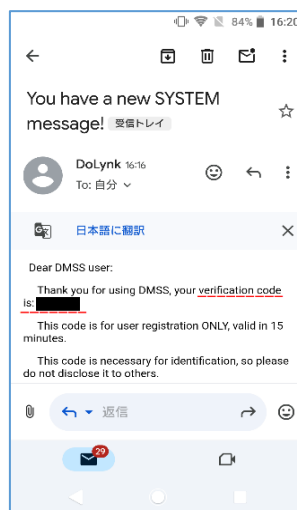 84% 16:20
You have a new SYSTEM
message! 受信トレイ
DoLynk 16:16
To: 自分
日本語に翻訳
Dear DMSS user:
Thank you for using DMSS, your verification code
is:
This code is for user registration ONLY, valid in 15
minutes.
This code is necessary for identification, so please
do not disclose it to others.
返信
29